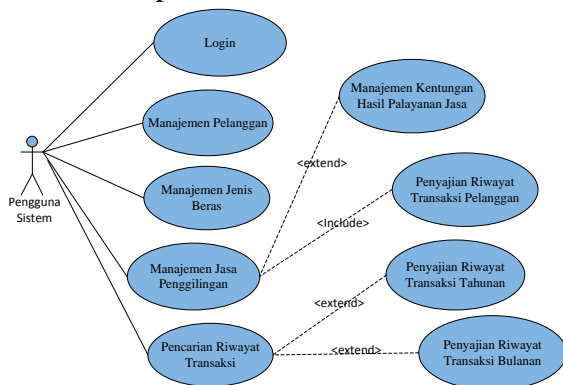 Login
Manajemen Kentungan
Hasil Palayanan Jasa
Manajemen Pelanggan
<extend>
Pengguna
Sistem
Manajemen Jenis
Beras
Penyajian Riwayat
Transaksi Pelanggan
<Include>
Manajemen Jasa
Penggilingan
Penyajian Riwayat
Transaksi Tahunan
<extend>
Pencarian Riwayat
Transaksi
<extend>
Penyajian Riwayat
Transaksi Bulanan